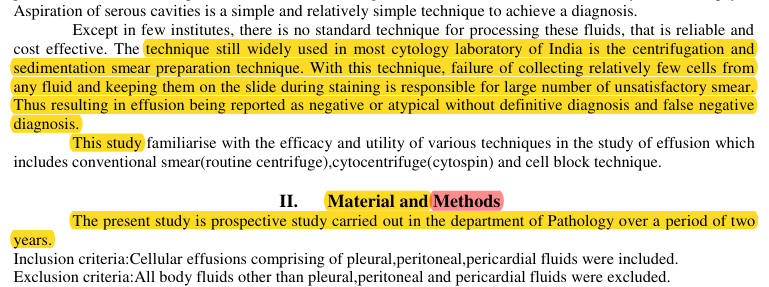 Aspiration of serous cavities is a simple and relatively simple technique to achieve a diagnosis.
Except in few institutes, there is no standard technique for processing these fluids, that is reliable and
cost effective. The technique still widely used in most cytology laboratory of India is the centrifugation and
sedimentation smear preparation technique. With this technique, failure of collecting relatively few cells from
any fluid and keeping them on the slide during staining is responsible for large number of unsatisfactory smear.
Thus resulting in effusion being reported as negative or atypical without definitive diagnosis and false negative
diagnosis.
This study familiarise with the efficacy and utility of various techniques in the study of effusion which
includes conventional smear(routine centrifuge),cytocentrifuge(cytospin) and cell block technique.
II. Material and Methods
The present study is prospective study carried out in the department of Pathology over a period of two
years.
Inclusion criteria:Cellular effusions comprising of pleural,peritoneal,pericardial fluids were included.
Exclusion criteria:All body fluids other than pleural,peritoneal and pericardial fluids were excluded.